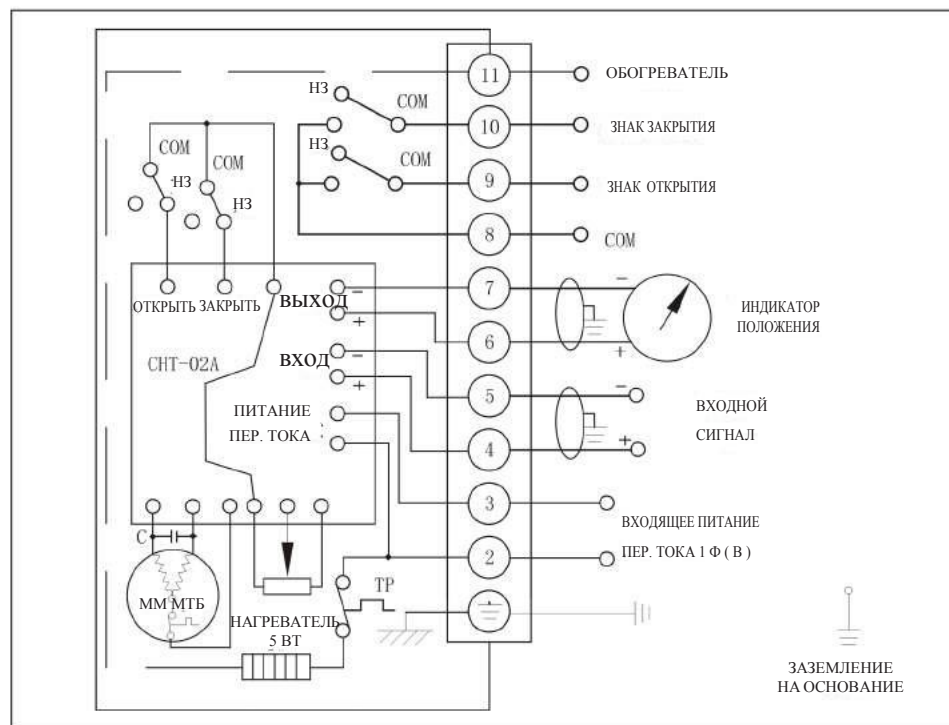 11
ОБОГРЕВАТЕЛЬ
НЗ
COM
10
ЗНАК ЗАКРЫТИЯ
НЗ
COM
9
ЗНАК ОТКРЫТИЯ
COM
НЗ
COM
НЗ
8
COM
ОТКРЫТЬ ЗАКРЫТЬ ВЫХОД
−
+
7
−
+
6
ИНДИКАТОР
ПОЛОЖЕНИЯ
CHT-02A
ВХОД
−
+
5
−
+
4
ВХОДНОЙ
СИГНАЛ
ПИТАНИЕ
ПЕР. ТОКА
3
ВХОДЯЩЕЕ ПИТАНИЕ
ПЕР. ТОКА 1 Ф ( В )
2
C
ММ МТБ
TP
НАГРЕВАТЕЛЬ
5 ВТ
ЗАЗЕМЛЕНИЕ
НА ОСНОВАНИЕ